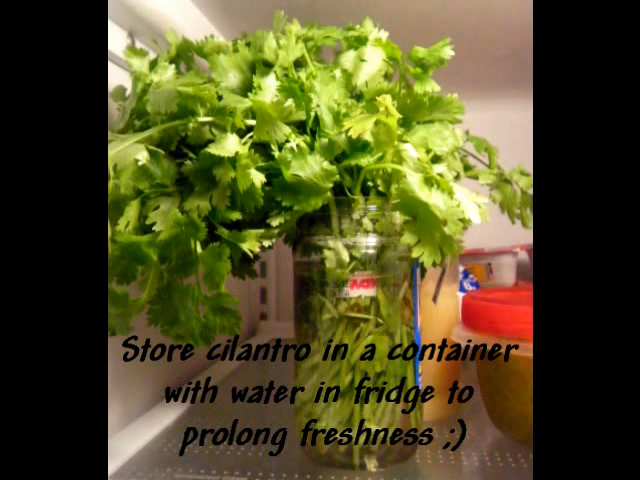 Store cilantro in a container
with water in fridge to
prolong freshness ;)